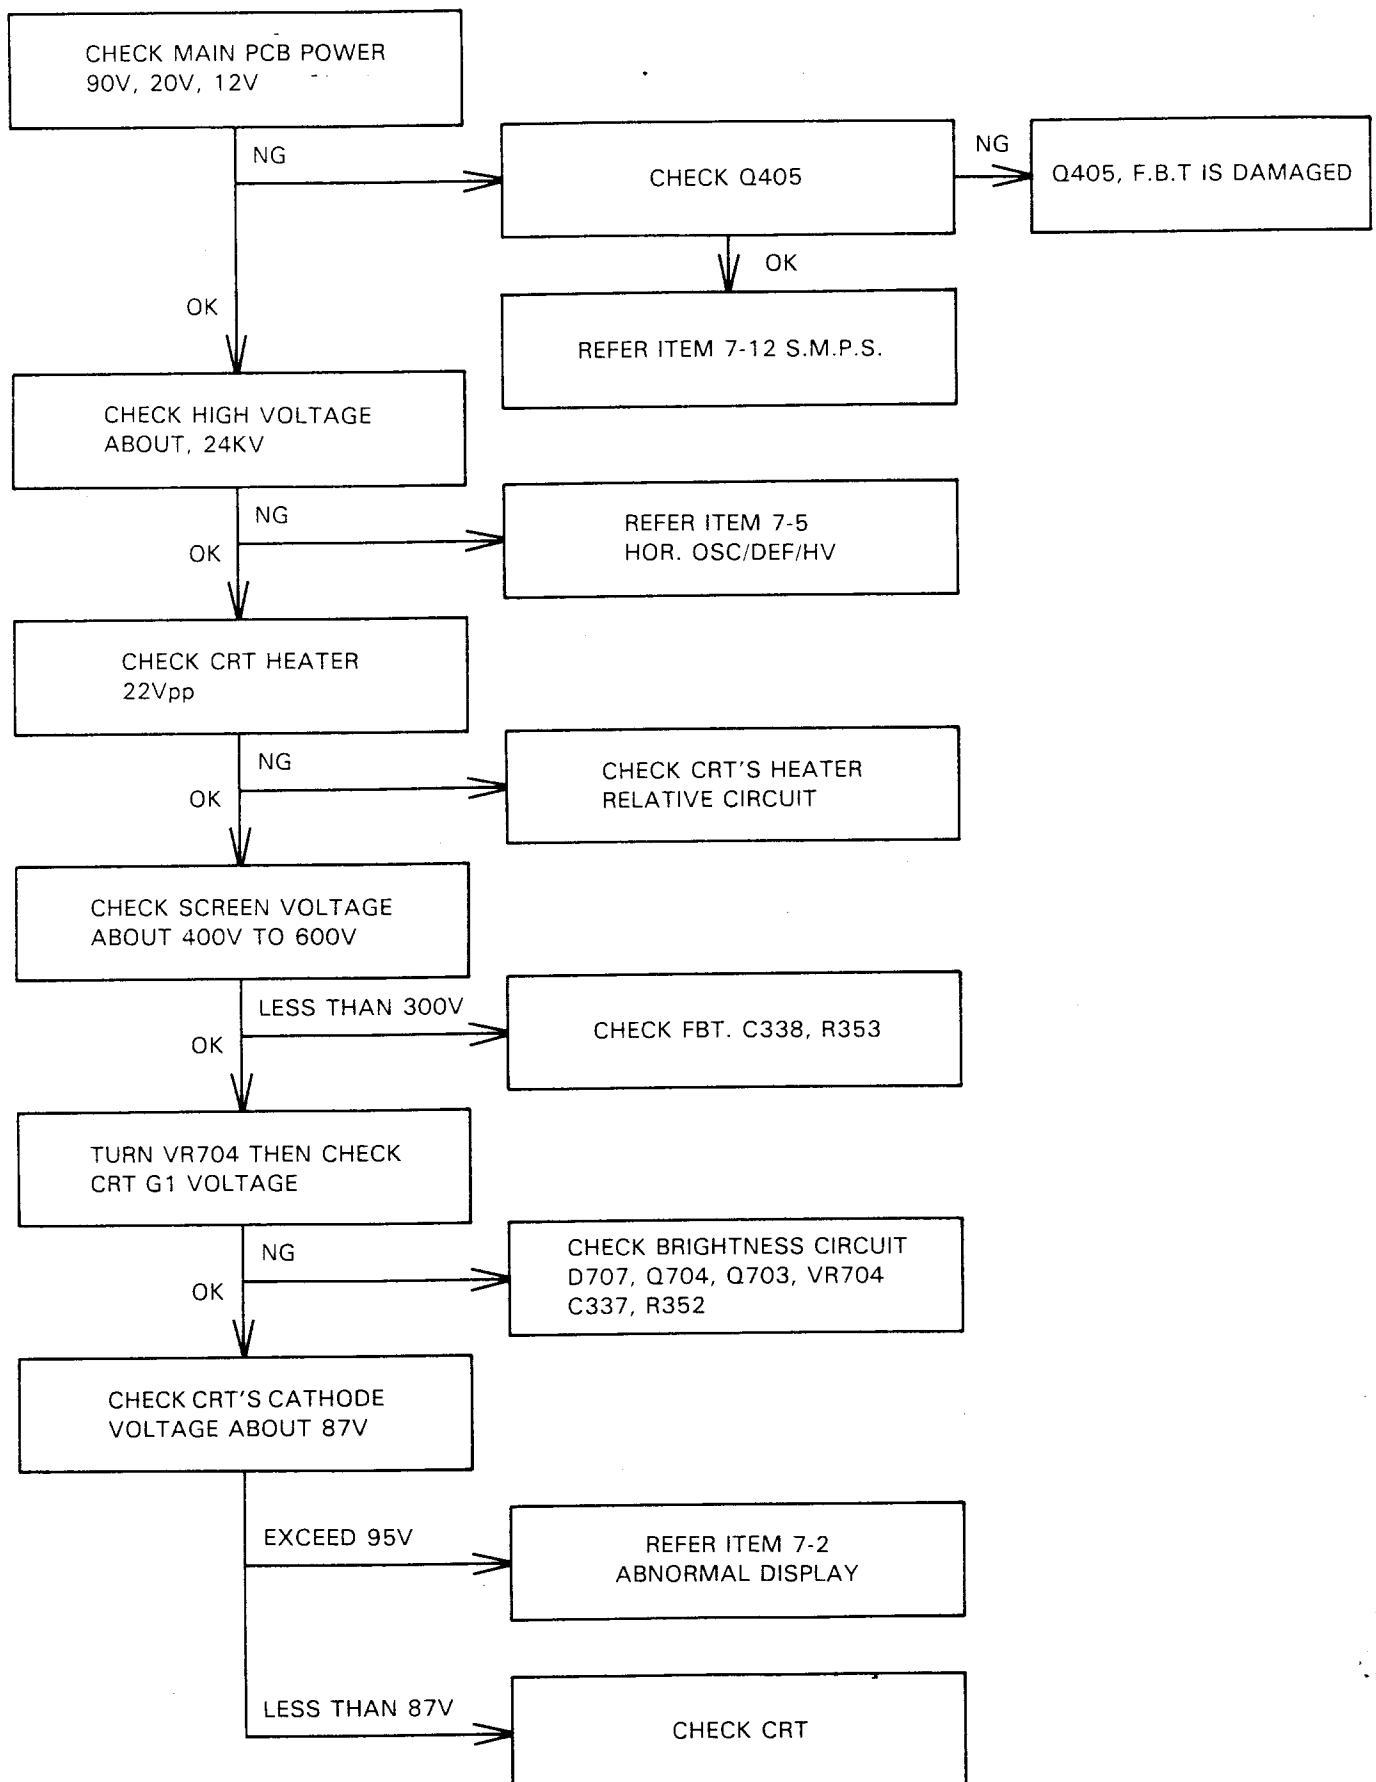 CHECK MAIN PCB POWER
90V, 20V, 12V
NG
CHECK Q405
NG
Q405, F.B.T IS DAMAGED
OK
OK
REFER ITEM 7-12 S.M.P.S.
CHECK HIGH VOLTAGE
ABOUT, 24KV
NG
OK
REFER ITEM 7-5
HOR. OSC/DEF/HV
CHECK CRT HEATER
22Vpp
NG
OK
CHECK CRT'S HEATER
RELATIVE CIRCUIT
CHECK SCREEN VOLTAGE
ABOUT 400V TO 600V
LESS THAN 300V
OK
CHECK FBT. C338, R353
TURN VR704 THEN CHECK
CRT G1 VOLTAGE
NG
OK
CHECK BRIGHTNESS CIRCUIT
D707, Q704, Q703, VR704
C337, R352
CHECK CRT'S CATHODE
VOLTAGE ABOUT 87V
EXCEED 95V
REFER ITEM 7-2
ABNORMAL DISPLAY
LESS THAN 87V
CHECK CRT